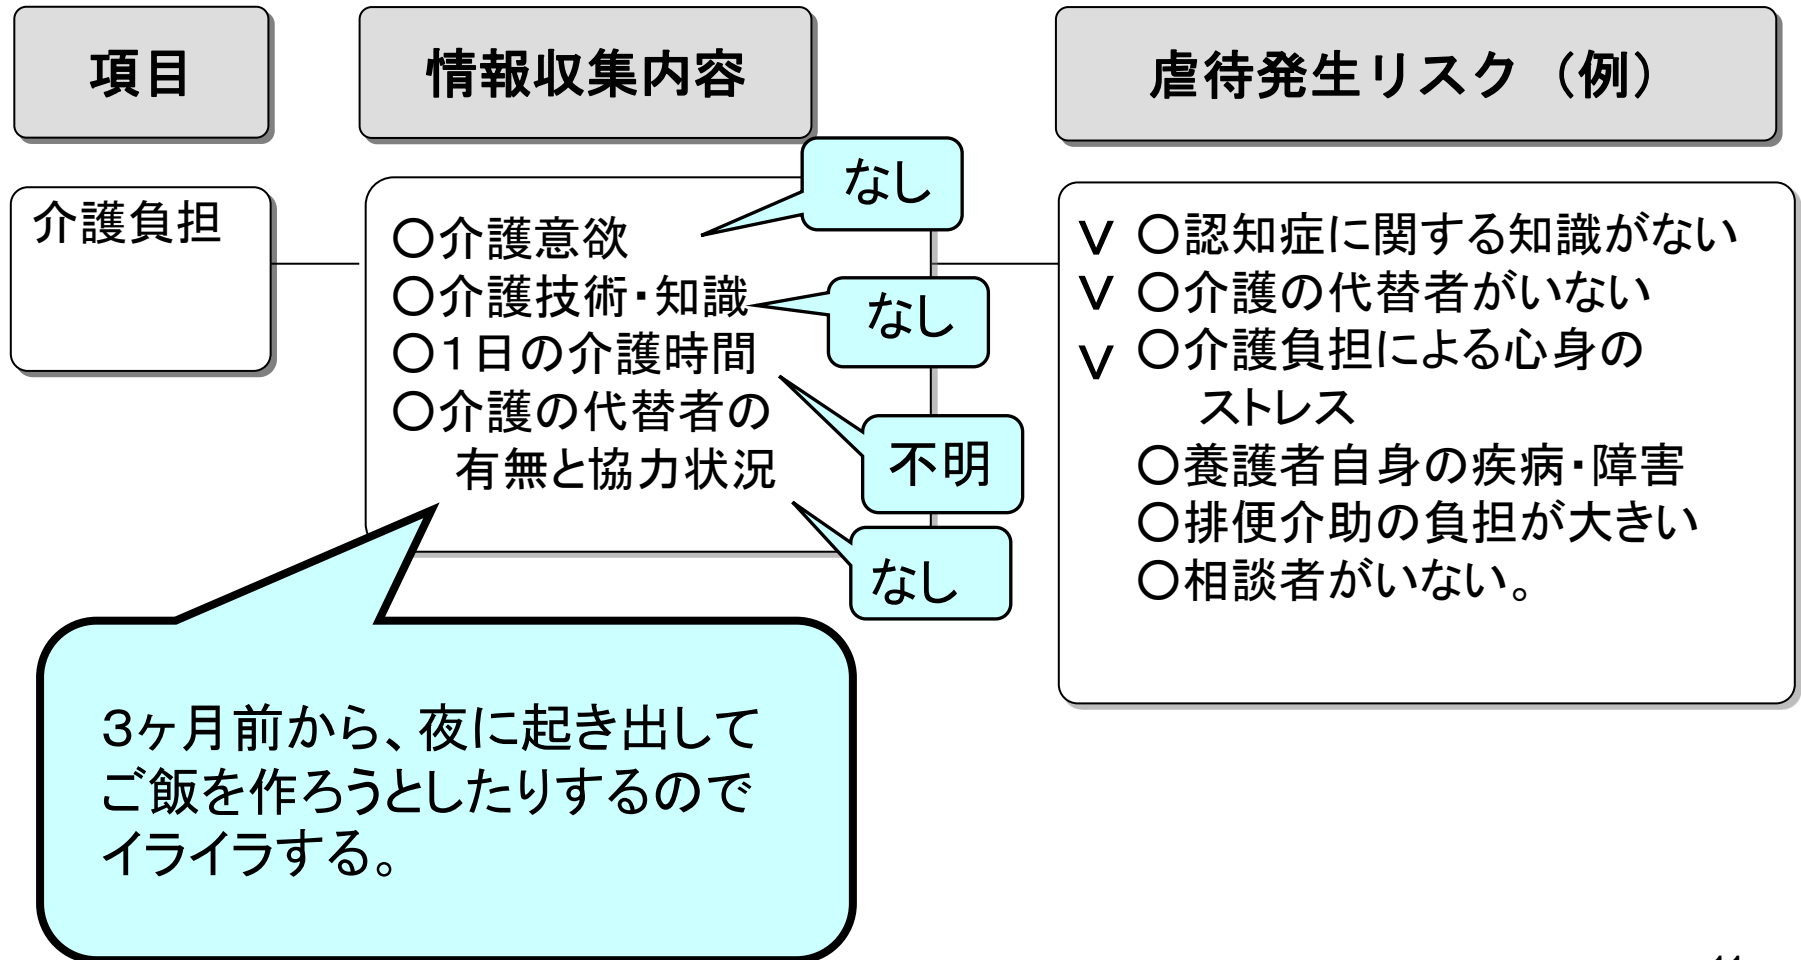 項目
情報収集内容
虐待発生リスク（例）
介護負担
○介護意欲
○介護技術・知識
○１日の介護時間
○介護の代替者の
有無と協力状況
なし
なし
不明
なし
３ヶ月前から、夜に起き出して
ご飯を作ろうとしたりするので
イライラする。
∨ ○認知症に関する知識がない
∨ ○介護の代替者がいない
∨ ○介護負担による心身の
ストレス
○養護者自身の疾病・障害
○排便介助の負担が大きい
○相談者がいない。